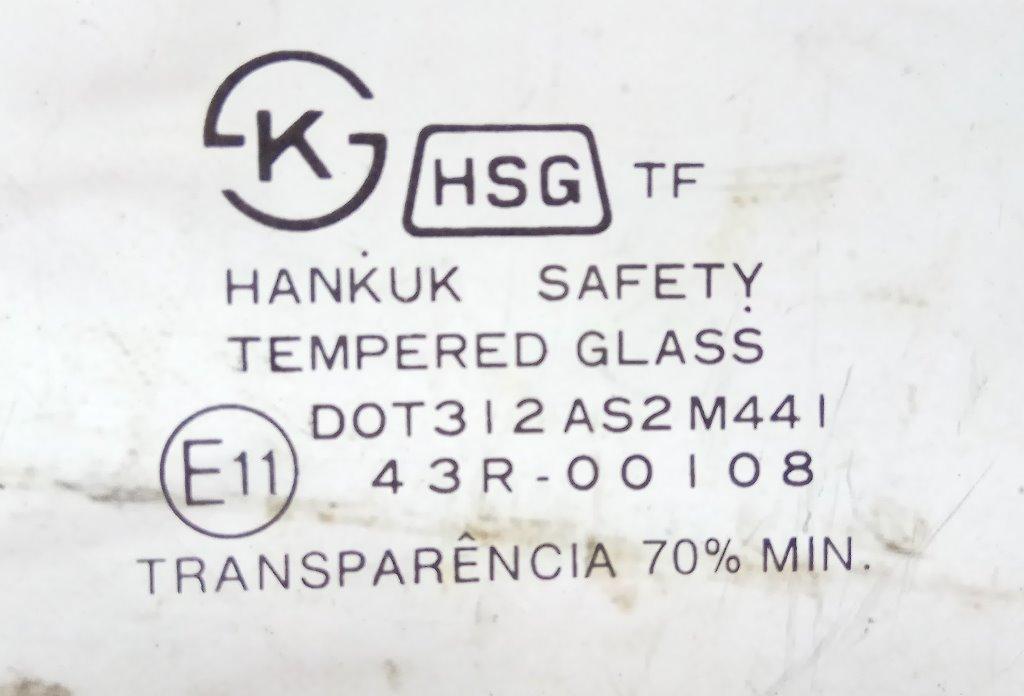 K HSG TF
HANKUK SAFETY
TEMPERED GLASS
DOT312 AS2 M441
E11 43R-00108
TRANSPARÊNCIA 70% MIN.